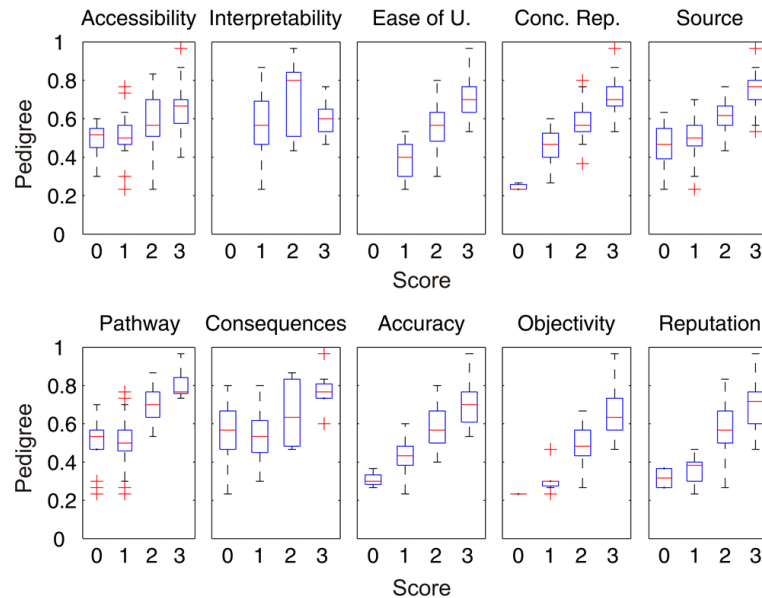 Accessibility Interpretability Ease of U. Conc. Rep. Source
Pedigree
1
0.8
0.6
0.4
0.2
0
0 1 2 3 0 1 2 3 0 1 2 3 0 1 2 3 0 1 2 3
Score
Pathway Consequences Accuracy Objectivity Reputation
Pedigree
1
0.8
0.6
0.4
0.2
0
0 1 2 3 0 1 2 3 0 1 2 3 0 1 2 3 0 1 2 3
Score